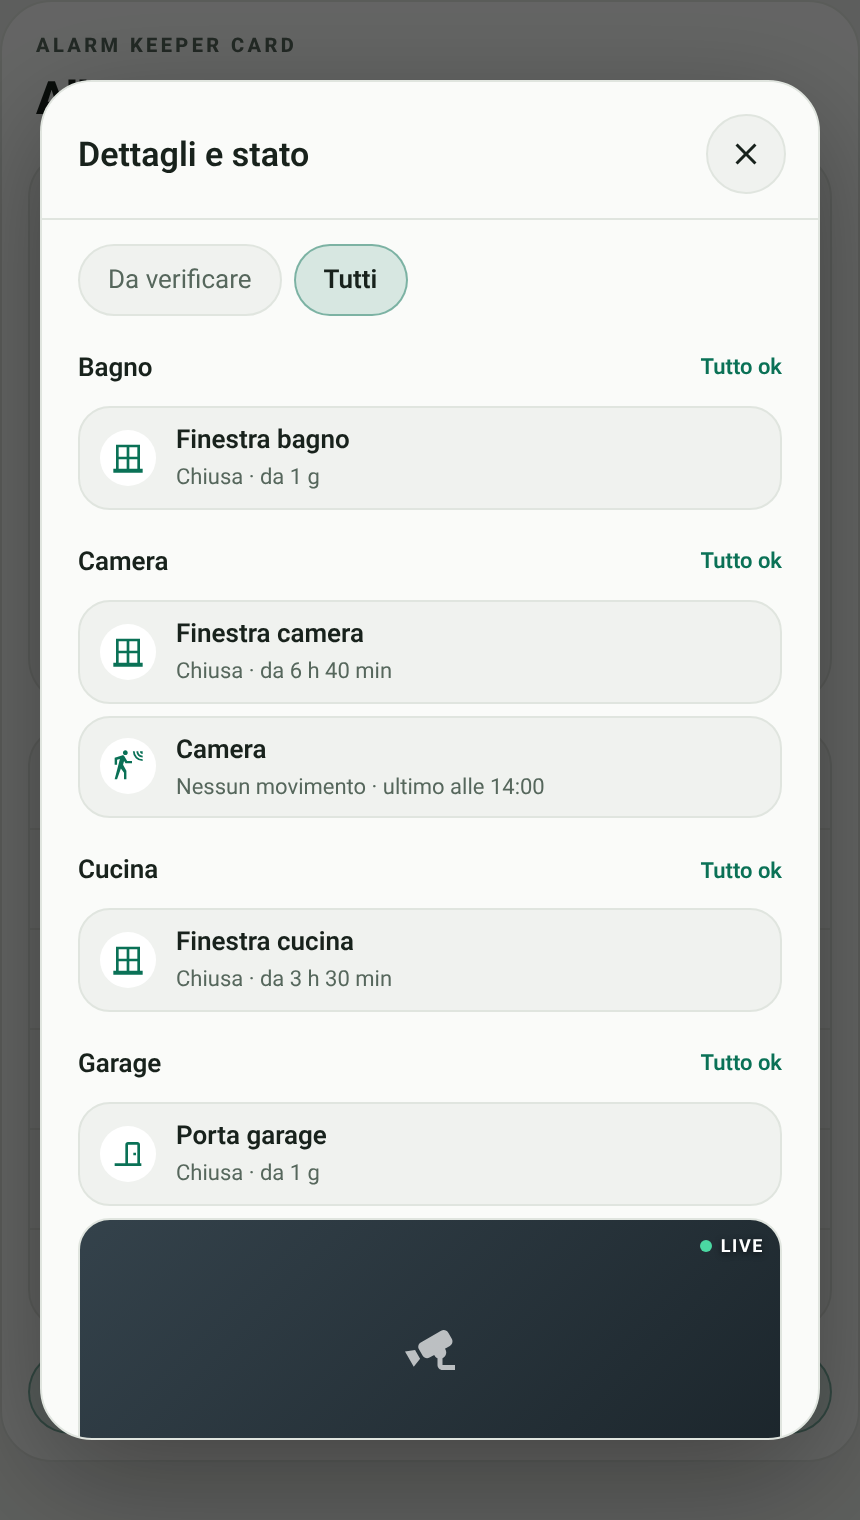 ALARM KEEPER CARD
Dettagli e stato
Da verificare
Tutti
Bagno
Tutto ok
Finestra bagno
Chiusa · da 1 g
Camera
Tutto ok
Finestra camera
Chiusa · da 6 h 40 min
Camera
Nessun movimento · ultimo alle 14:00
Cucina
Tutto ok
Finestra cucina
Chiusa · da 3 h 30 min
Garage
Tutto ok
Porta garage
Chiusa · da 1 g
LIVE